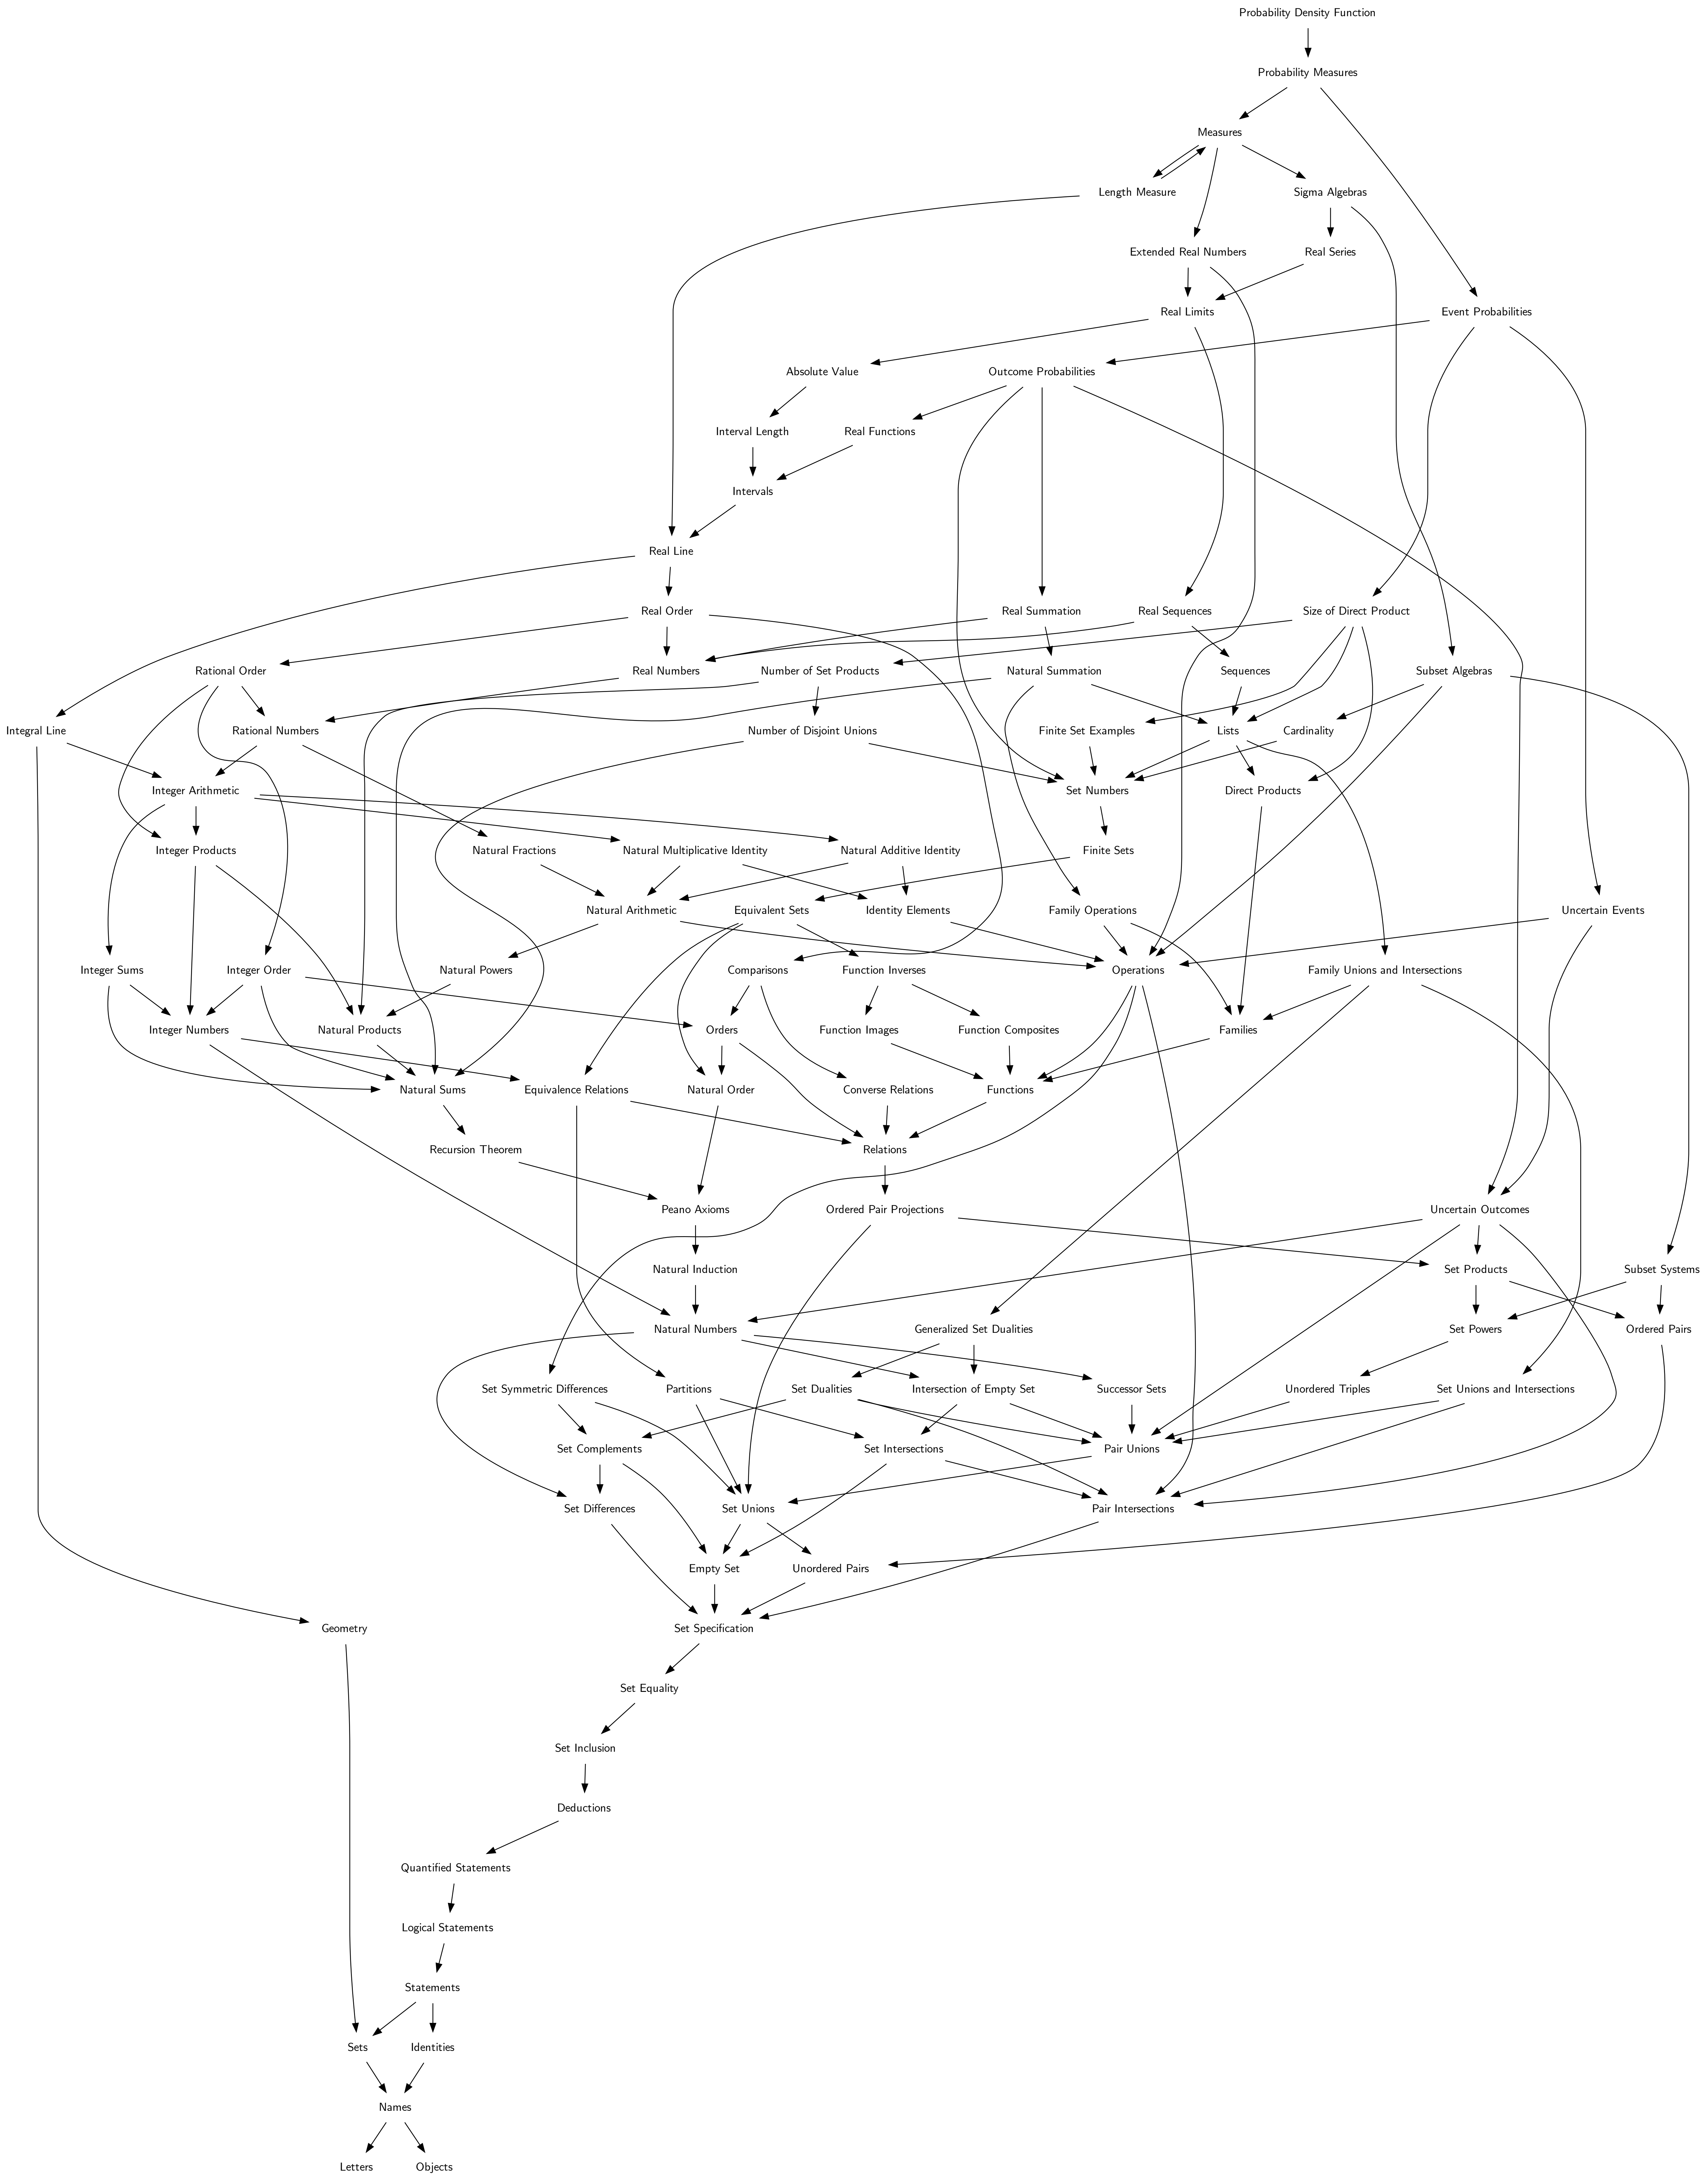 Probability Density Function
Probability Measures
Measures
Length Measure
Sigma Algebras
Extended Real Numbers
Real Series
Real Limits
Event Probabilities
Absolute Value
Outcome Probabilities
Interval Length
Real Functions
Intervals
Real Line
Real Order
Real Summation
Real Sequences
Size of Direct Product
Rational Order
Real Numbers
Number of Set Products
Natural Summation
Sequences
Subset Algebras
Integral Line
Rational Numbers
Number of Disjoint Unions
Finite Set Examples
Lists
Cardinality
Integer Arithmetic
Set Numbers
Direct Products
Integer Products
Natural Fractions
Natural Multiplicative Identity
Natural Additive Identity
Finite Sets
Natural Arithmetic
Equivalent Sets
Identity Elements
Family Operations
Uncertain Events
Integer Sums
Integer Order
Natural Powers
Comparisons
Function Inverses
Operations
Family Unions and Intersections
Integer Numbers
Natural Products
Orders
Function Images
Function Composites
Families
Natural Sums
Equivalence Relations
Natural Order
Converse Relations
Functions
Recursion Theorem
Relations
Peano Axioms
Ordered Pair Projections
Uncertain Outcomes
Natural Induction
Set Products
Subset Systems
Natural Numbers
Generalized Set Dualities
Set Powers
Ordered Pairs
Set Symmetric Differences
Partitions
Set Dualities
Intersection of Empty Set
Successor Sets
Unordered Triples
Set Unions and Intersections
Set Complements
Set Intersections
Pair Unions
Set Differences
Set Unions
Pair Intersections
Empty Set
Unordered Pairs
Geometry
Set Specification
Set Equality
Set Inclusion
Deductions
Quantified Statements
Logical Statements
Statements
Sets
Identities
Names
Letters
Objects